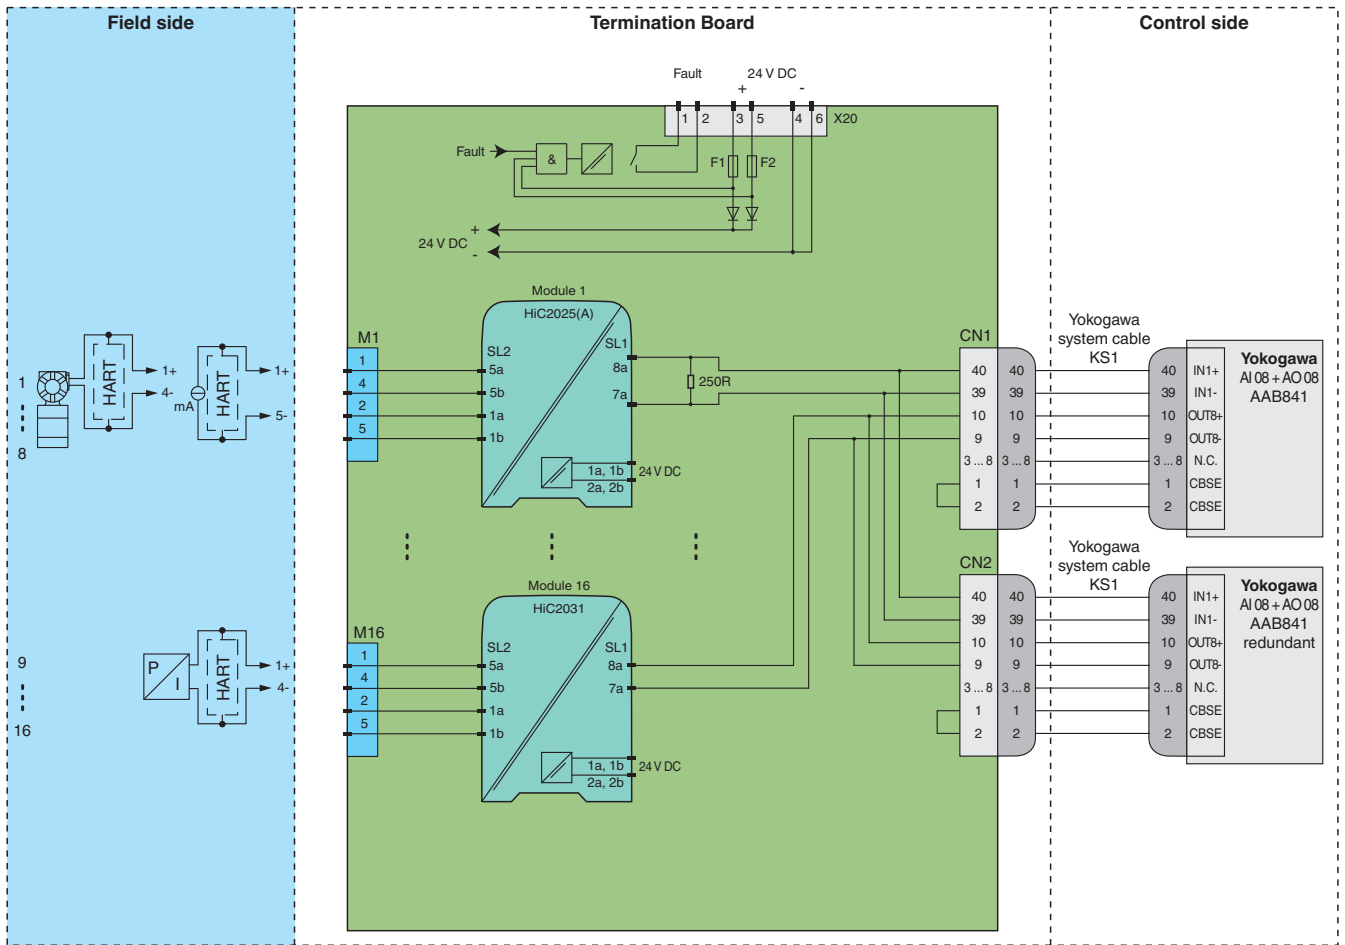 Field side
Termination Board
Control side
Fault
24 V DC
+
-
1 2 3 5 4 6 X20
Fault
&
F1
F2
+
24 V DC
-
Module 1
HiC2025(A)
M1
1
4
2
5
SL2
5a
5b
1a
1b
SL1
8a
7a
250R
1a, 1b
2a, 2b
24 V DC
1
8
HART
1+
4-
mA
HART
1+
5-
CN1
40 40
39 39
10 10
9 9
3 ... 8 3 ... 8
1 1
2 2
Yokogawa
system cable
KS1
40 IN1+
39 IN1-
10 OUT8+
9 OUT8-
3 ... 8 N.C.
1 CBSE
2 CBSE
Yokogawa
AI 08 + AO 08
AAB841
Module 16
HiC2031
M16
1
4
2
5
SL2
5a
5b
1a
1b
SL1
8a
7a
1a, 1b
2a, 2b
24 V DC
9
16
P
I
HART
1+
4-
CN2
40 40
39 39
10 10
9 9
3 ... 8 3 ... 8
1 1
2 2
Yokogawa
system cable
KS1
40 IN1+
39 IN1-
10 OUT8+
9 OUT8-
3 ... 8 N.C.
1 CBSE
2 CBSE
Yokogawa
AI 08 + AO 08
AAB841
redundant